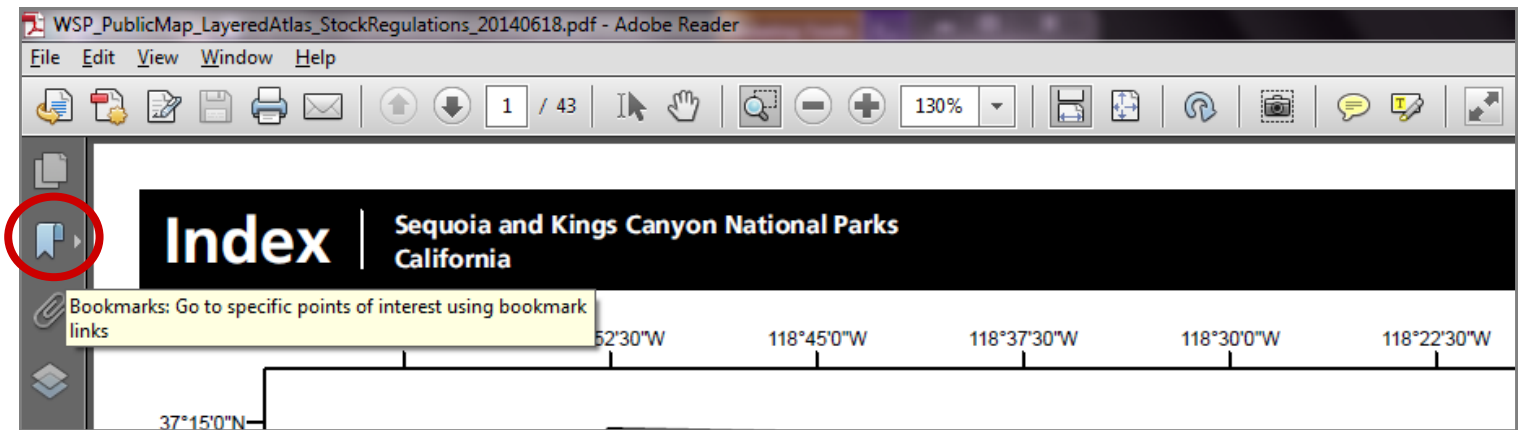 WSP_PublicMap_LayeredAtlas_StockRegulations_20140618.pdf - Adobe Reader
File Edit View Window Help
1 / 43 130%
Index
Sequoia and Kings Canyon National Parks
California
Bookmarks: Go to specific points of interest using bookmark
links
52'30"W 118°45'0"W 118°37'30"W 118°30'0"W 118°22'30"W
37°15'0"N